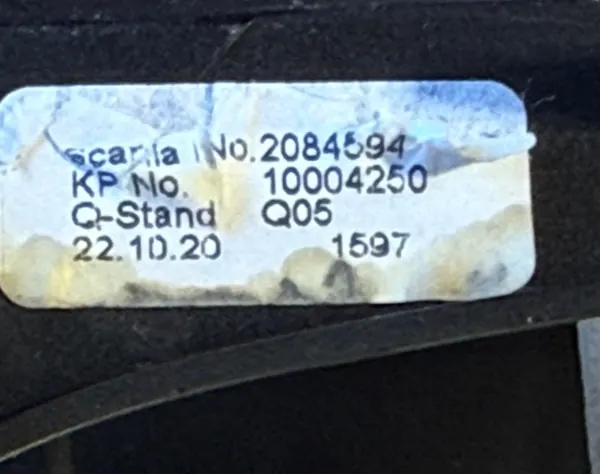 Scania No. 2084594
KP No. 10004250
Q-Stand Q05
22.10.20 1597